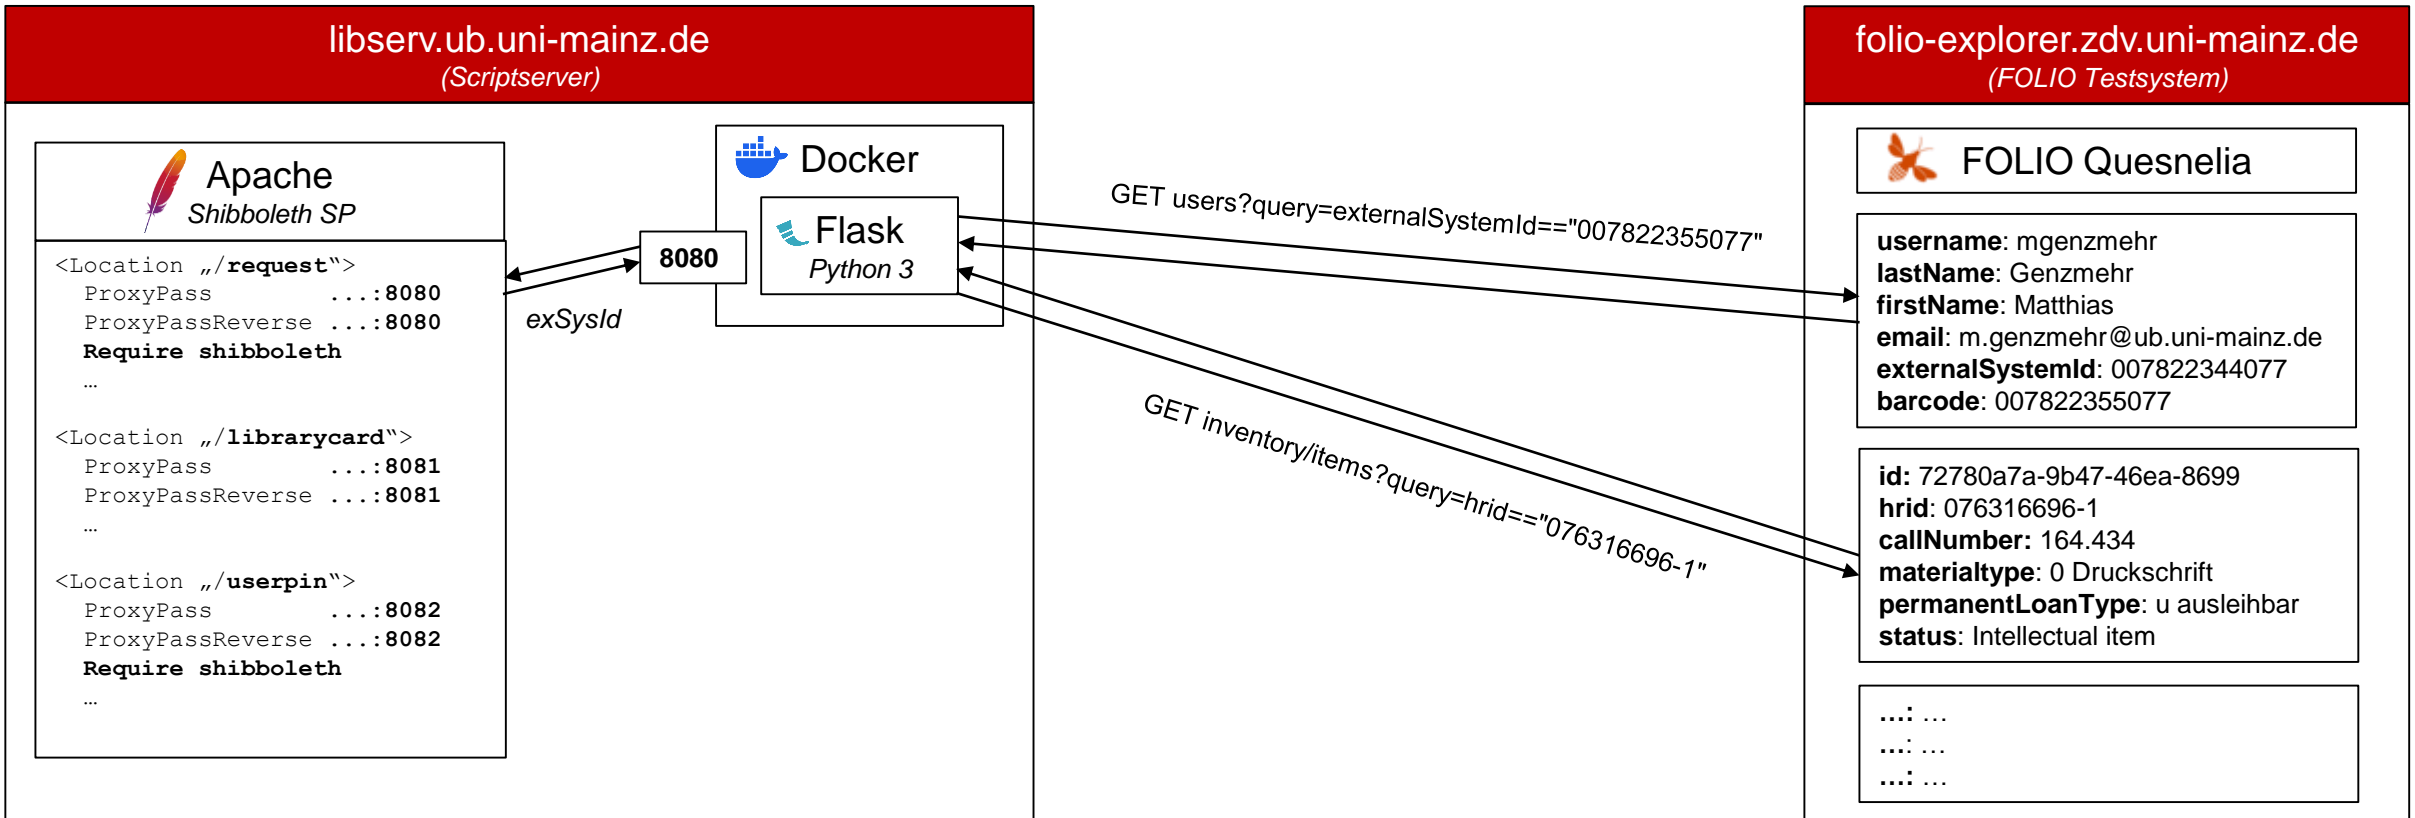 libserv.ub.uni-mainz.de
(Scriptserver)
Apache
Shibboleth SP
<Location „/request“>
ProxyPass ...:8080
ProxyPassReverse ...:8080
Require shibboleth
…
<Location „/librarycard“>
ProxyPass ...:8081
ProxyPassReverse ...:8081
…
<Location „/userpin“>
ProxyPass ...:8082
ProxyPassReverse ...:8082
Require shibboleth
…
exSysId
8080
Docker
Flask
Python 3
GET users?query=externalSystemId=="007822355077"
GET inventory/items?query=hrid=="076316696-1"
folio-explorer.zdv.uni-mainz.de
(FOLIO Testsystem)
FOLIO Quesnelia
username: mgenzmehr
lastName: Genzmehr
firstName: Matthias
email: m.genzmehr@ub.uni-mainz.de
externalSystemId: 007822344077
barcode: 007822355077
id: 72780a7a-9b47-46ea-8699
hrid: 076316696-1
callNumber: 164.434
materialtype: 0 Druckschrift
permanentLoanType: u ausleihbar
status: Intellectual item
…: …
…: …
…: …